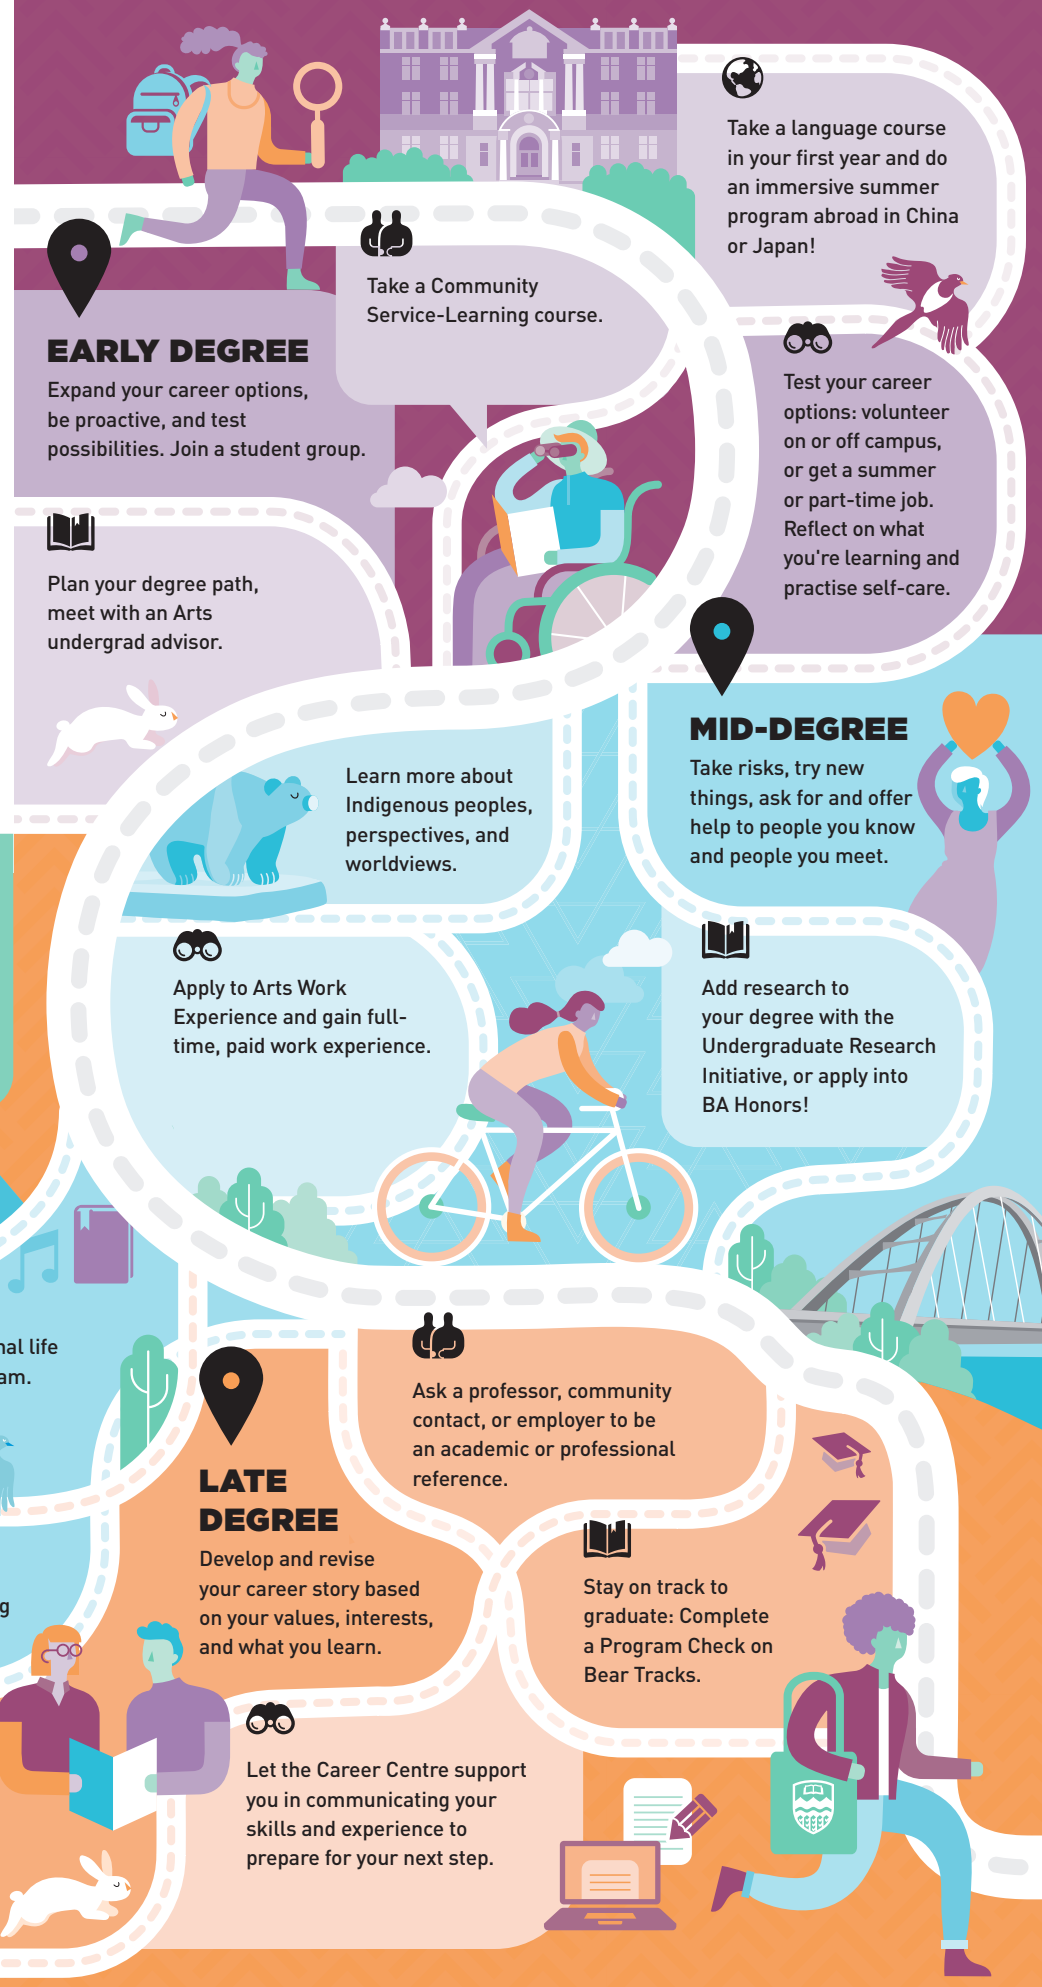 Take a language course
in your first year and do
an immersive summer
program abroad in China
or Japan!
Take a Community
Service-Learning course.
EARLY DEGREE
Expand your career options,
be proactive, and test
possibilities. Join a student group.
Test your career
options: volunteer
on or off campus,
or get a summer
or part-time job.
Reflect on what
you're learning and
practise self-care.
Plan your degree path,
meet with an Arts
undergrad advisor.
MID-DEGREE
Take risks, try new
things, ask for and offer
help to people you know
and people you meet.
Learn more about
Indigenous peoples,
perspectives, and
worldviews.
Apply to Arts Work
Experience and gain full-
time, paid work experience.
Add research to
your degree with the
Undergraduate Research
Initiative, or apply into
BA Honors!
nal life
am.
Ask a professor, community
contact, or employer to be
an academic or professional
reference.
LATE
DEGREE
Develop and revise
your career story based
on your values, interests,
and what you learn.
Stay on track to
graduate: Complete
a Program Check on
Bear Tracks.
g
Let the Career Centre support
you in communicating your
skills and experience to
prepare for your next step.